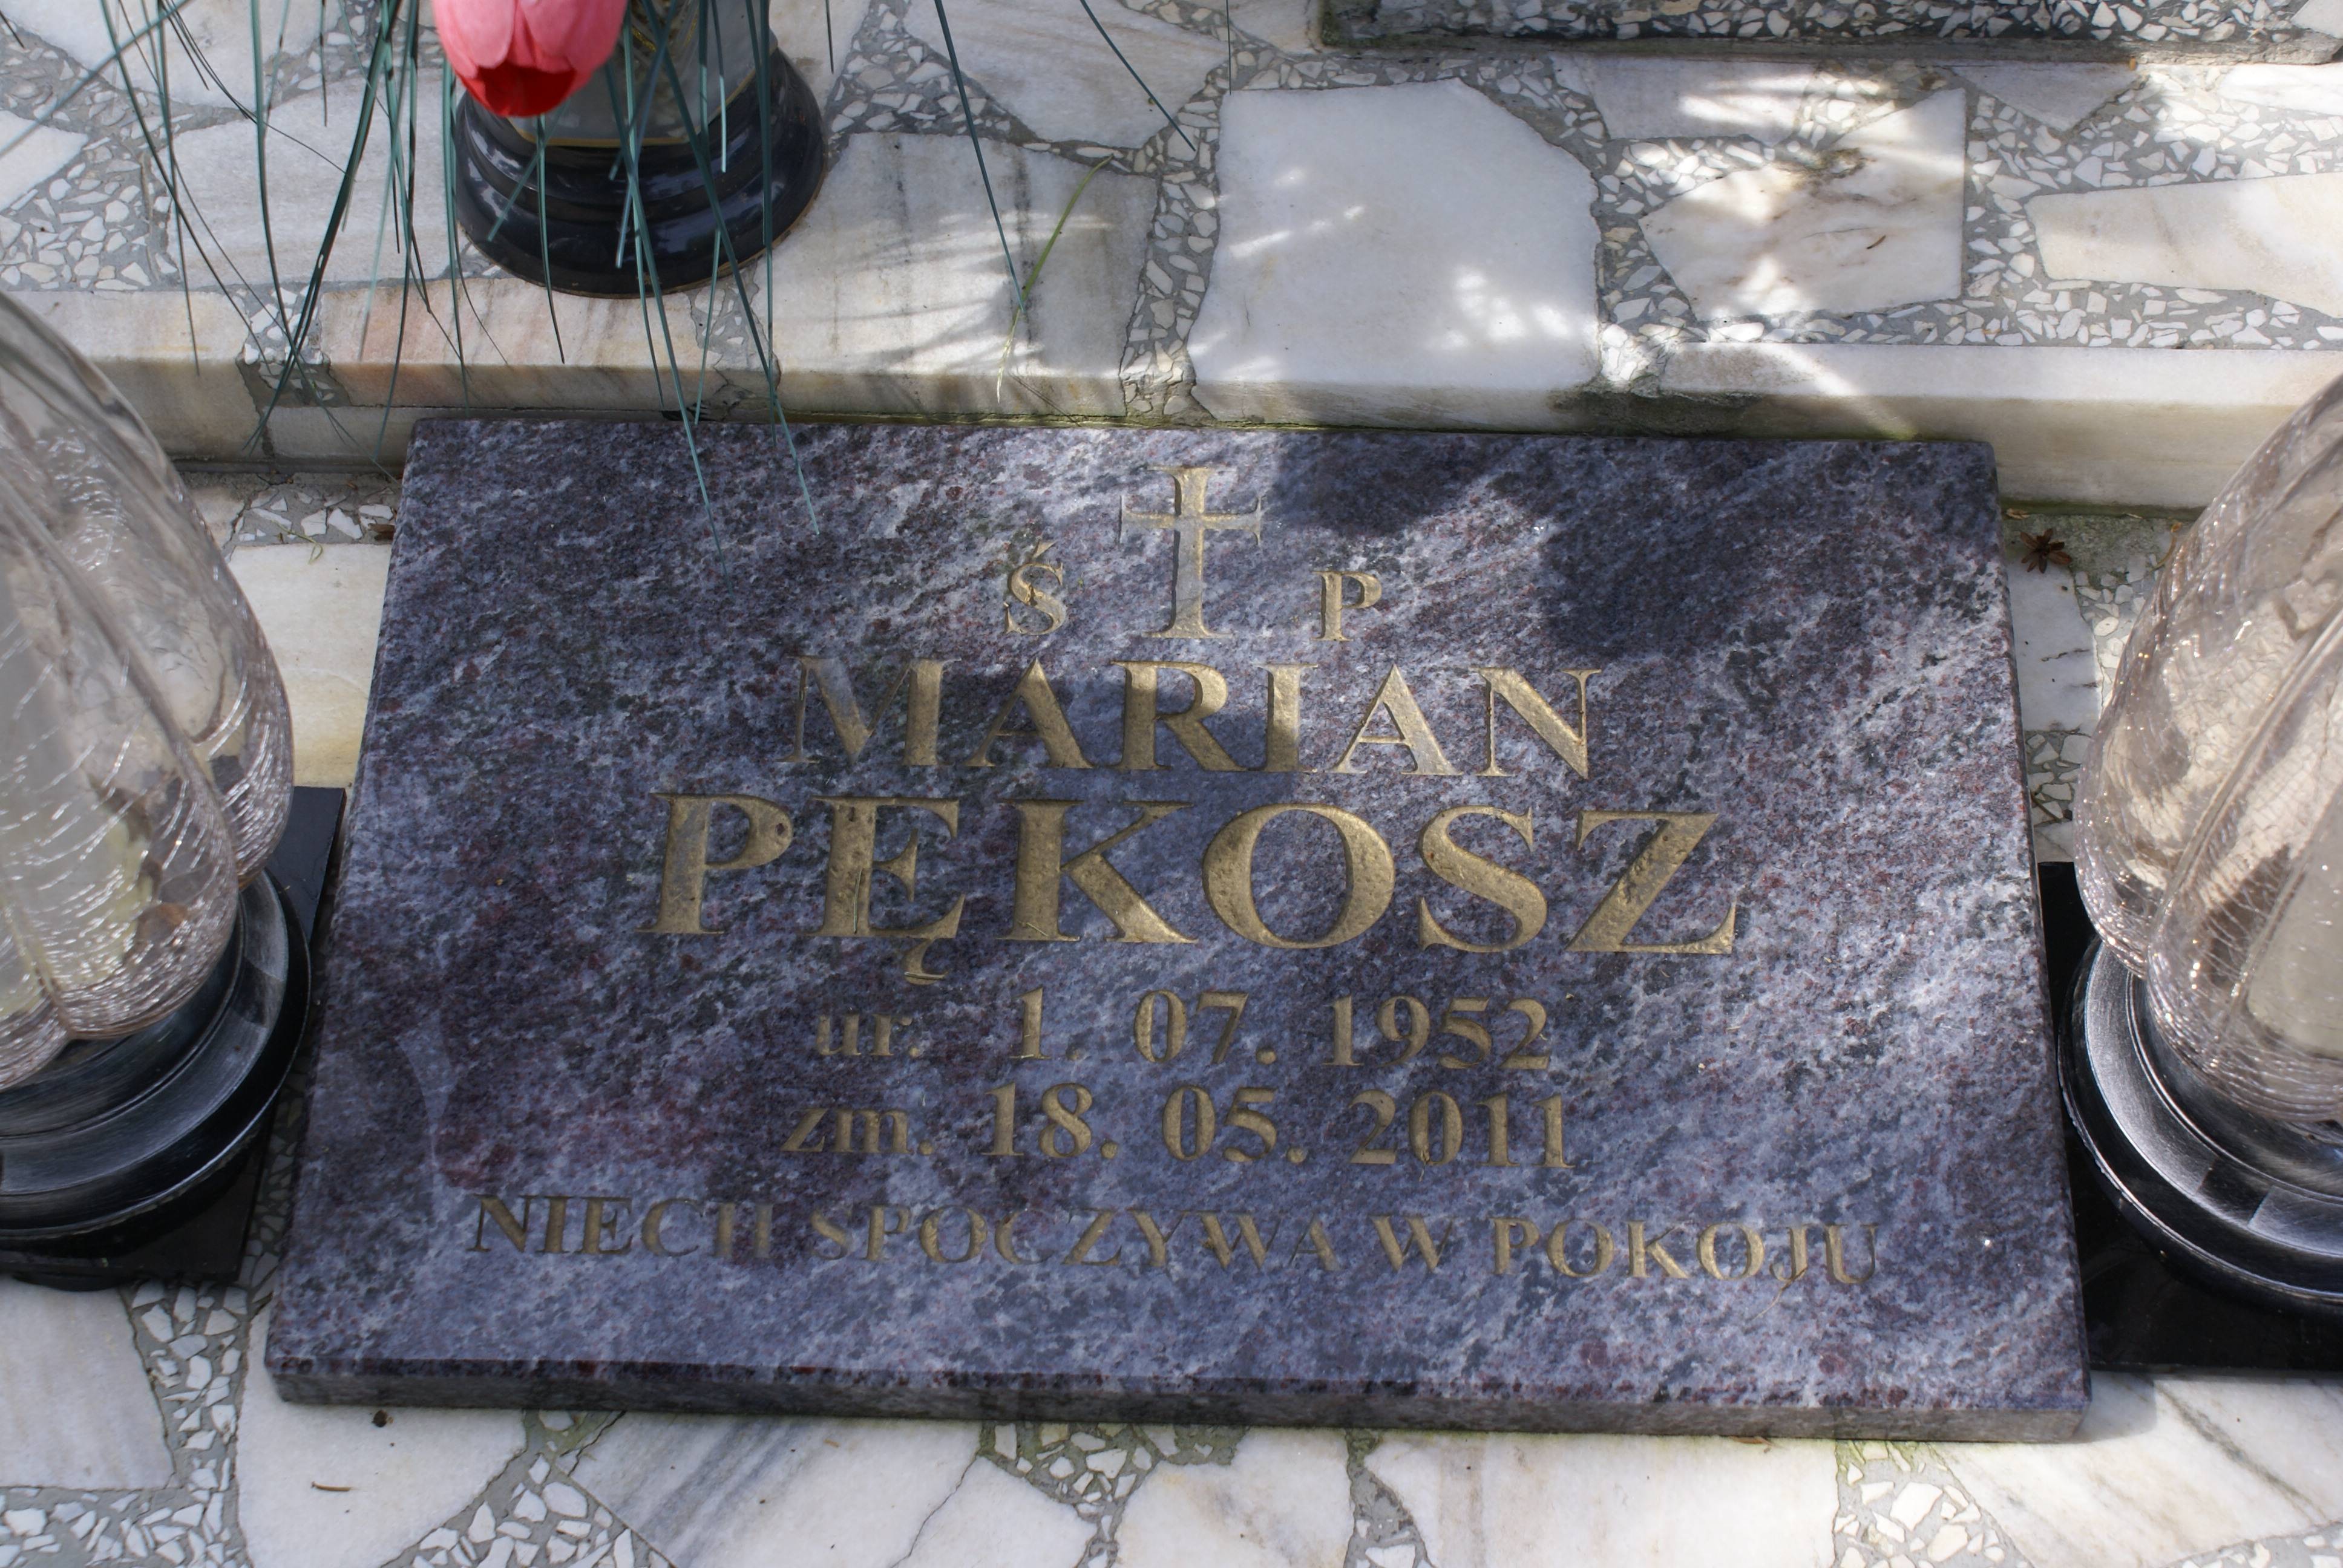 Ś P
MARIAN
PĘKOSZ
ur. 1. 07. 1952
zm. 18. 05. 2011
NIECH SPOCZYWA W POKOJU